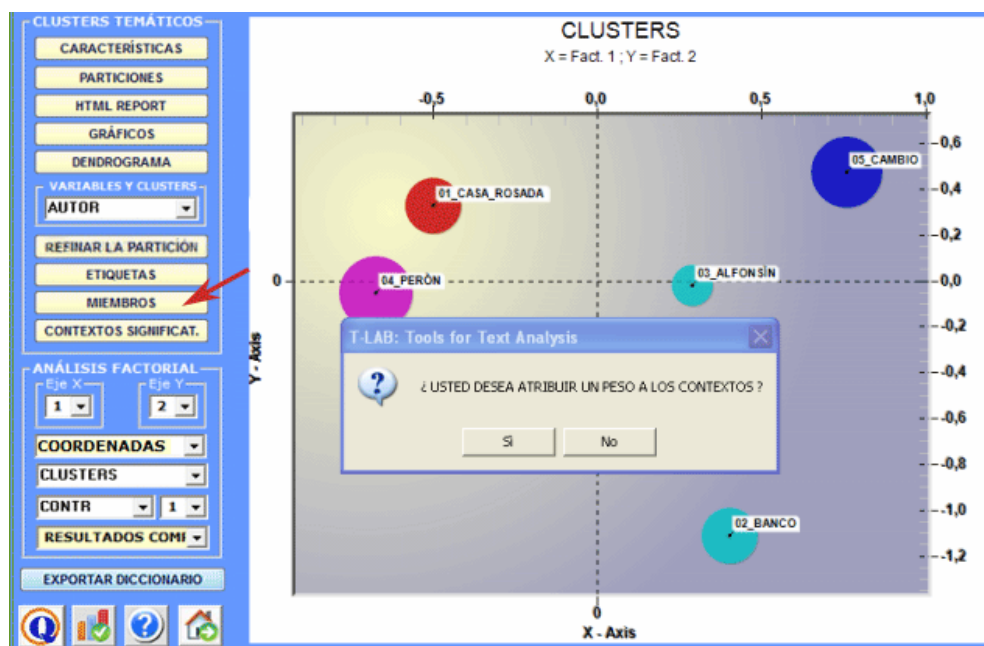 CLUSTERS TEMÁTICOS
CARACTERÍSTICAS
PARTICIONES
HTML REPORT
GRÁFICOS
DENDROGRAMA
VARIABLES Y CLUSTERS
AUTOR
REFINAR LA PARTICIÓN
ETIQUETAS
MIEMBROS
CONTEXTOS SIGNIFICAT.
ANÁLISIS FACTORIAL
Eje X
Eje Y
1
2
COORDENADAS
CLUSTERS
CONTR
1
RESULTADOS COMI
EXPORTAR DICCIONARIO
CLUSTERS
X = Fact. 1 ; Y = Fact. 2
-0,5 0,0 0,5 1,0
-0,6
05_CAMBIO
01_CASA_ROSADA
-0,4
-0,2
0
04_PERÒN
03_ALFONSÌN
-0,0
-0,2
T-LAB: Tools for Text Analysis
¿ USTED DESEA ATRIBUIR UN PESO A LOS CONTEXTOS ?
Sì No
-0,4
-0,6
-0,8
-1,0
02_BANCO
-1,2
Y - Axis
0
X - Axis